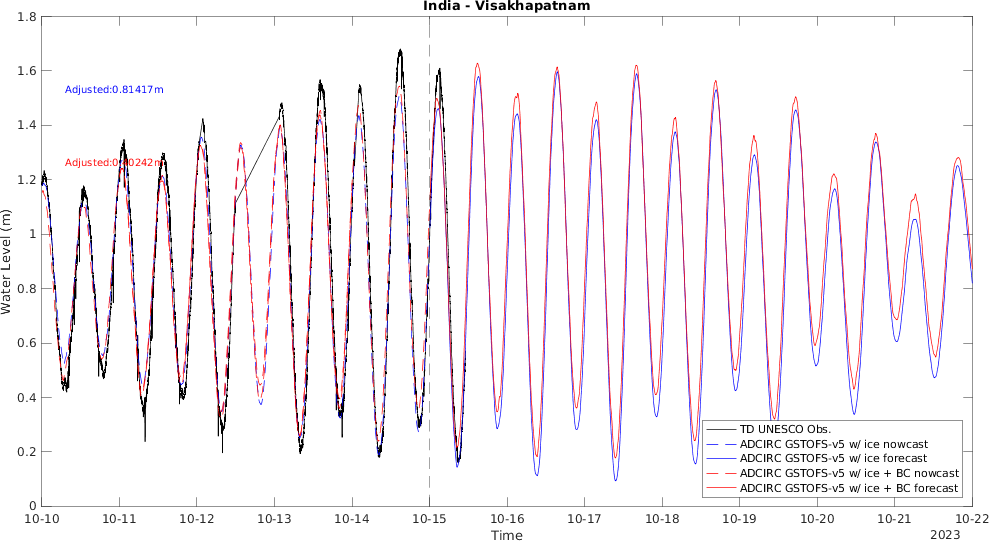 India - Visakhapatnam
Water Level (m)
1.8
1.6
1.4
1.2
1
0.8
0.6
0.4
0.2
0
Adjusted:0.81417m
Adjusted:0.80242m
TD UNESCO Obs.
ADCIRC GSTOFS-v5 w/ ice nowcast
ADCIRC GSTOFS-v5 w/ ice forecast
ADCIRC GSTOFS-v5 w/ ice + BC nowcast
ADCIRC GSTOFS-v5 w/ ice + BC forecast
10-10 10-11 10-12 10-13 10-14 10-15 10-16 10-17 10-18 10-19 10-20 10-21 10-22
Time
2023